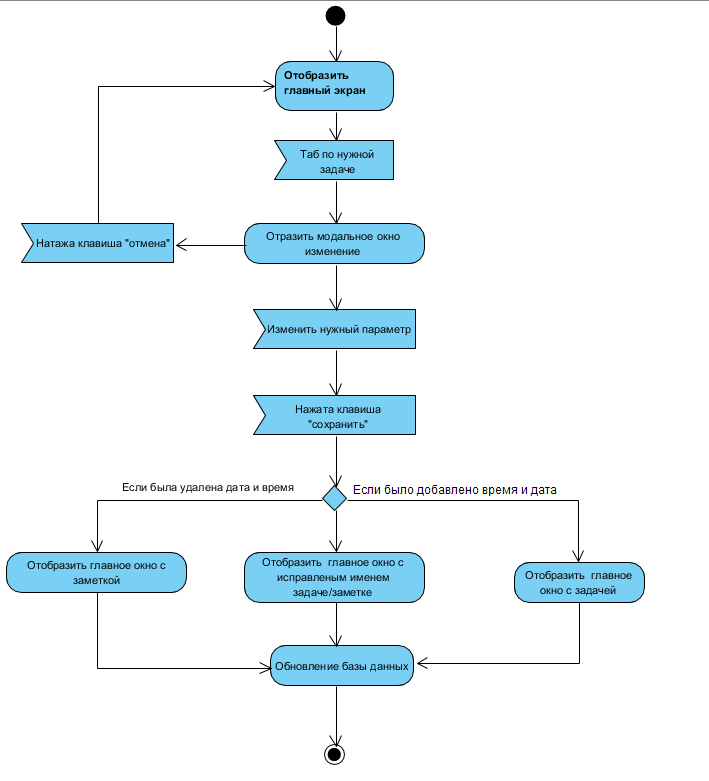 Отобразить
главный экран
Таб по нужной
задаче
Натажа клавиша "отмена"
Отразить модальное окно
изменение
Изменить нужный параметр
Нажата клавиша
"сохранить"
Если была удалена дата и время
Если было добавлено время и дата
Отобразить главное окно с
заметкой
Отобразить главное окно с
исправленым именем
задаче/заметке
Отобразить главное
окно с задачей
Обновление базы данных